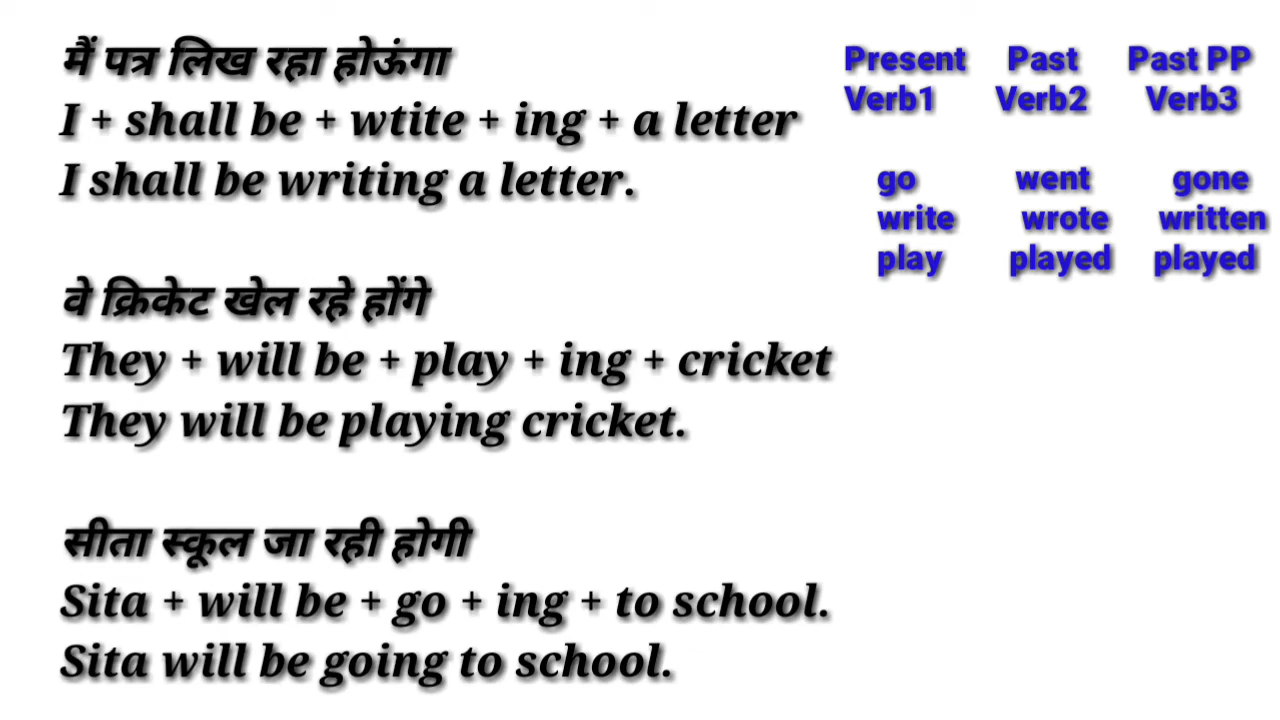 मैं पत्र लिख रहा होऊंगा
I + shall be + wtite + ing + a letter
I shall be writing a letter.
वे क्रिकेट खेल रहे होंगे
They + will be + play + ing + cricket
They will be playing cricket.
सीता स्कूल जा रही होगी
Sita + will be + go + ing + to school.
Sita will be going to school.
Present Past Past PP
Verb1 Verb2 Verb3
go went gone
write wrote written
play played played